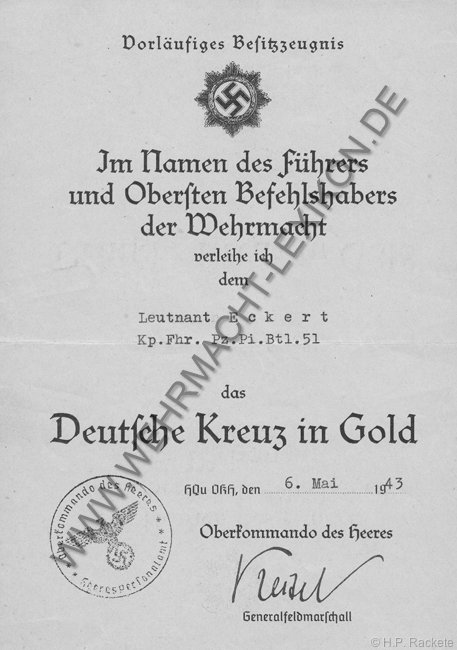 Vorläufiges Besitzzeugnis
Im Namen des Führers
und Obersten Befehlshabers
der Wehrmacht
verleihe ich
dem
Leutnant E c k e r t
Kp.Fhr. Pz.Pi.Btl.51
das
Deutsche Kreuz in Gold
HQu OKH, den 6. Mai 1943
Oberkommando des Heeres
Oberkommando des Heeres
* Heerespersonalamt *
Keitel
Generalfeldmarschall
WWW.WEHRMACHT-LEXIKON.DE
© H.P. Rackete